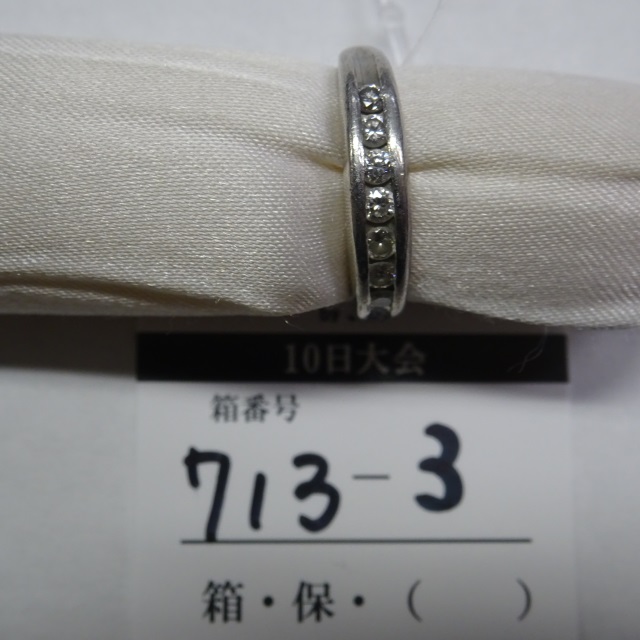 10日大会
箱番号
713-3
箱・保・(　　)